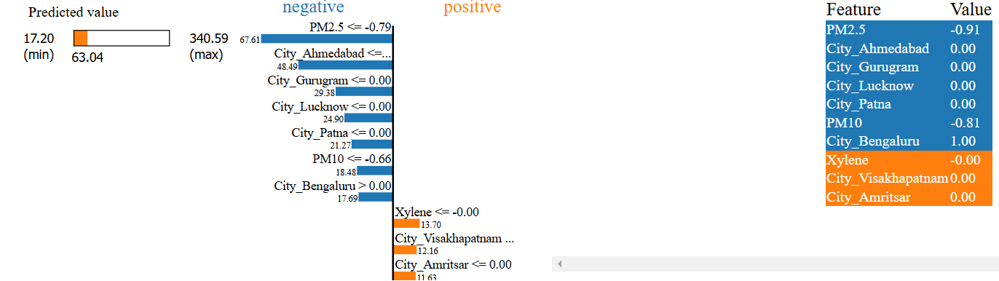 Predicted value
17.20
(min)
63.04
340.59
(max)
negative
positive
PM2.5 <= -0.79
67.61
City_Ahmedabad <=...
48.49
City_Gurugram <= 0.00
29.38
City_Lucknow <= 0.00
24.90
City_Patna <= 0.00
21.27
PM10 <= -0.66
18.48
City_Bengaluru > 0.00
17.69
Xylene <= -0.00
13.70
City_Visakhapatnam ...
12.16
City_Amritsar <= 0.00
11.63
Feature Value
PM2.5 -0.91
City_Ahmedabad 0.00
City_Gurugram 0.00
City_Lucknow 0.00
City_Patna 0.00
PM10 -0.81
City_Bengaluru 1.00
Xylene -0.00
City_Visakhapatnam 0.00
City_Amritsar 0.00